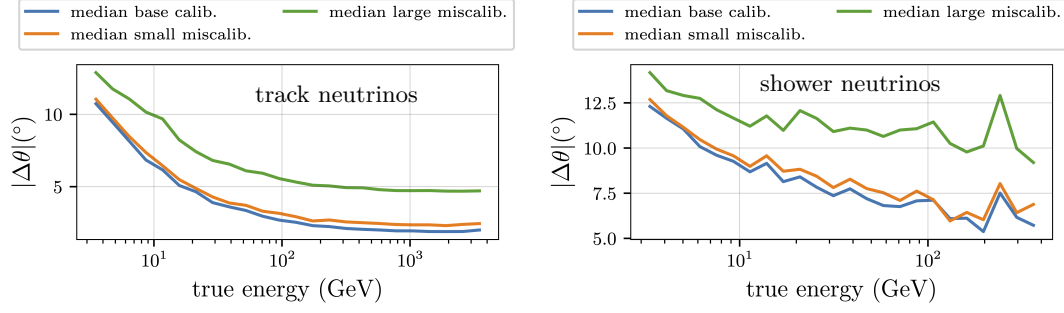 median base calib.
median large miscalib.
median small miscalib.
track neutrinos
10
5
|Δθ|(°)
10¹
10²
10³
true energy (GeV)
median base calib.
median large miscalib.
median small miscalib.
shower neutrinos
12.5
10.0
7.5
5.0
|Δθ|(°)
10¹
10²
true energy (GeV)